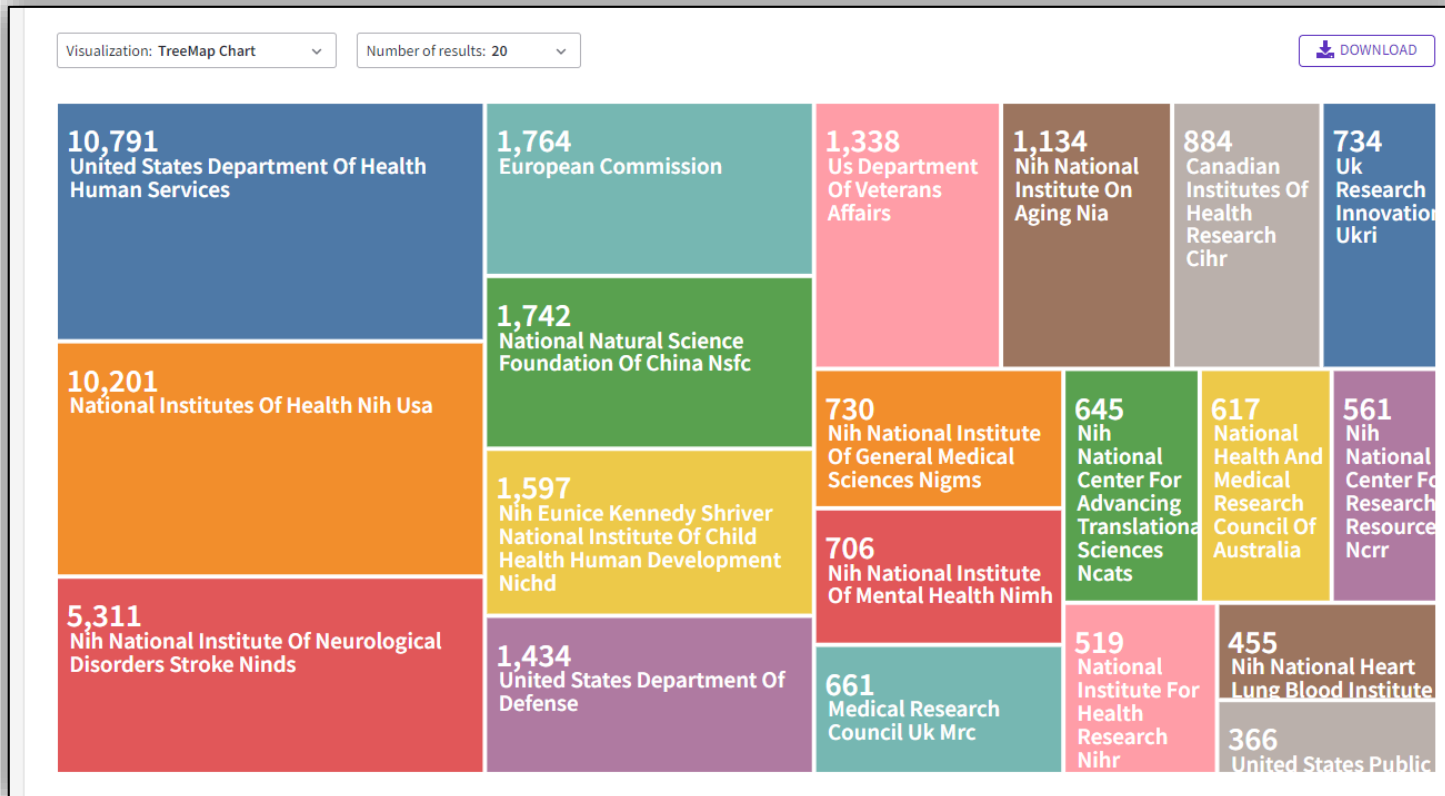 Visualization: TreeMap Chart
Number of results: 20
DOWNLOAD
10,791
United States Department Of Health
Human Services
10,201
National Institutes Of Health Nih Usa
5,311
Nih National Institute Of Neurological
Disorders Stroke Ninds
1,764
European Commission
1,742
National Natural Science
Foundation Of China Nsfc
1,597
Nih Eunice Kennedy Shriver
National Institute Of Child
Health Human Development
Nichd
1,434
United States Department Of
Defense
1,338
Us Department
Of Veterans
Affairs
1,134
Nih National
Institute On
Aging Nia
884
Canadian
Institutes Of
Health
Research
Cihr
734
Uk
Research
Innovation
Ukri
730
Nih National Institute
Of General Medical
Sciences Nigms
706
Nih National Institute
Of Mental Health Nimh
661
Medical Research
Council Uk Mrc
645
Nih
National
Center For
Advancing
Translationa
Sciences
Ncats
617
National
Health And
Medical
Research
Council Of
Australia
561
Nih
National
Center Fo
Research
Resource
Ncrr
519
National
Institute For
Health
Research
Nihr
455
Nih National Heart
Lung Blood Institute
366
United States Public